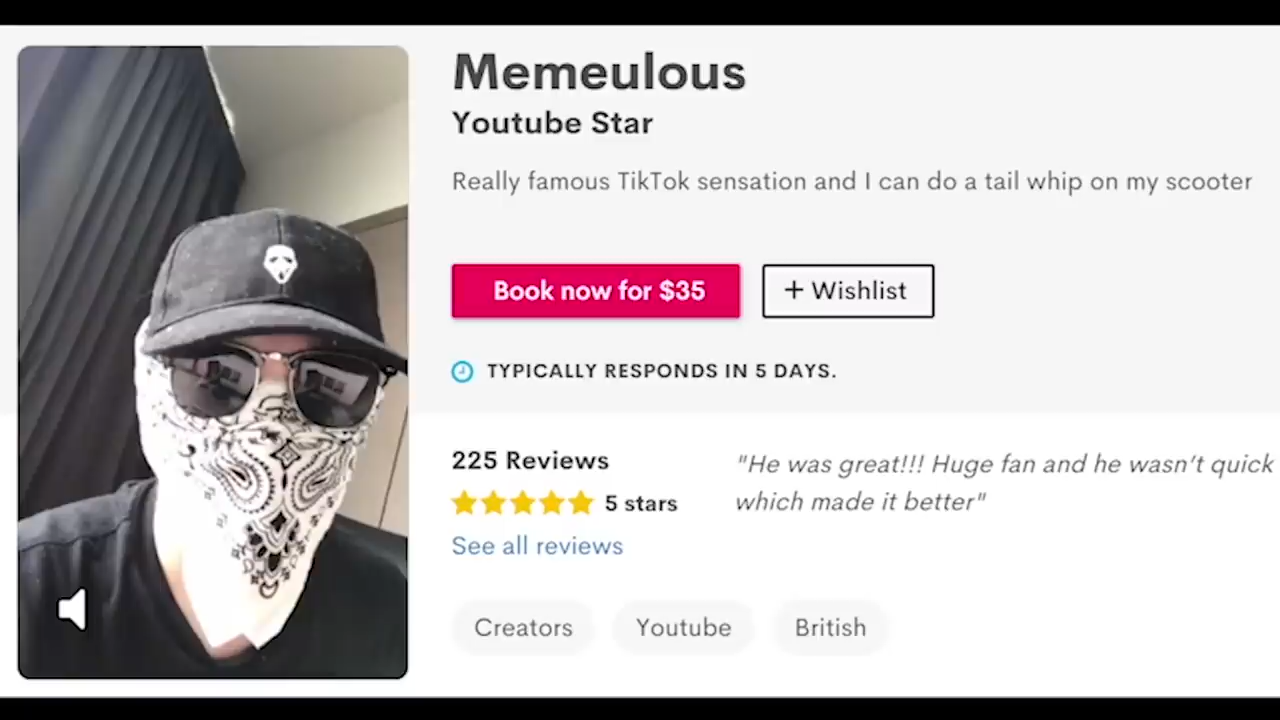 Memeulous
Youtube Star
Really famous TikTok sensation and I can do a tail whip on my scooter
Book now for $35
+ Wishlist
TYPICALLY RESPONDS IN 5 DAYS.
225 Reviews
5 stars
See all reviews
"He was great!!! Huge fan and he wasn’t quick
which made it better"
Creators
Youtube
British